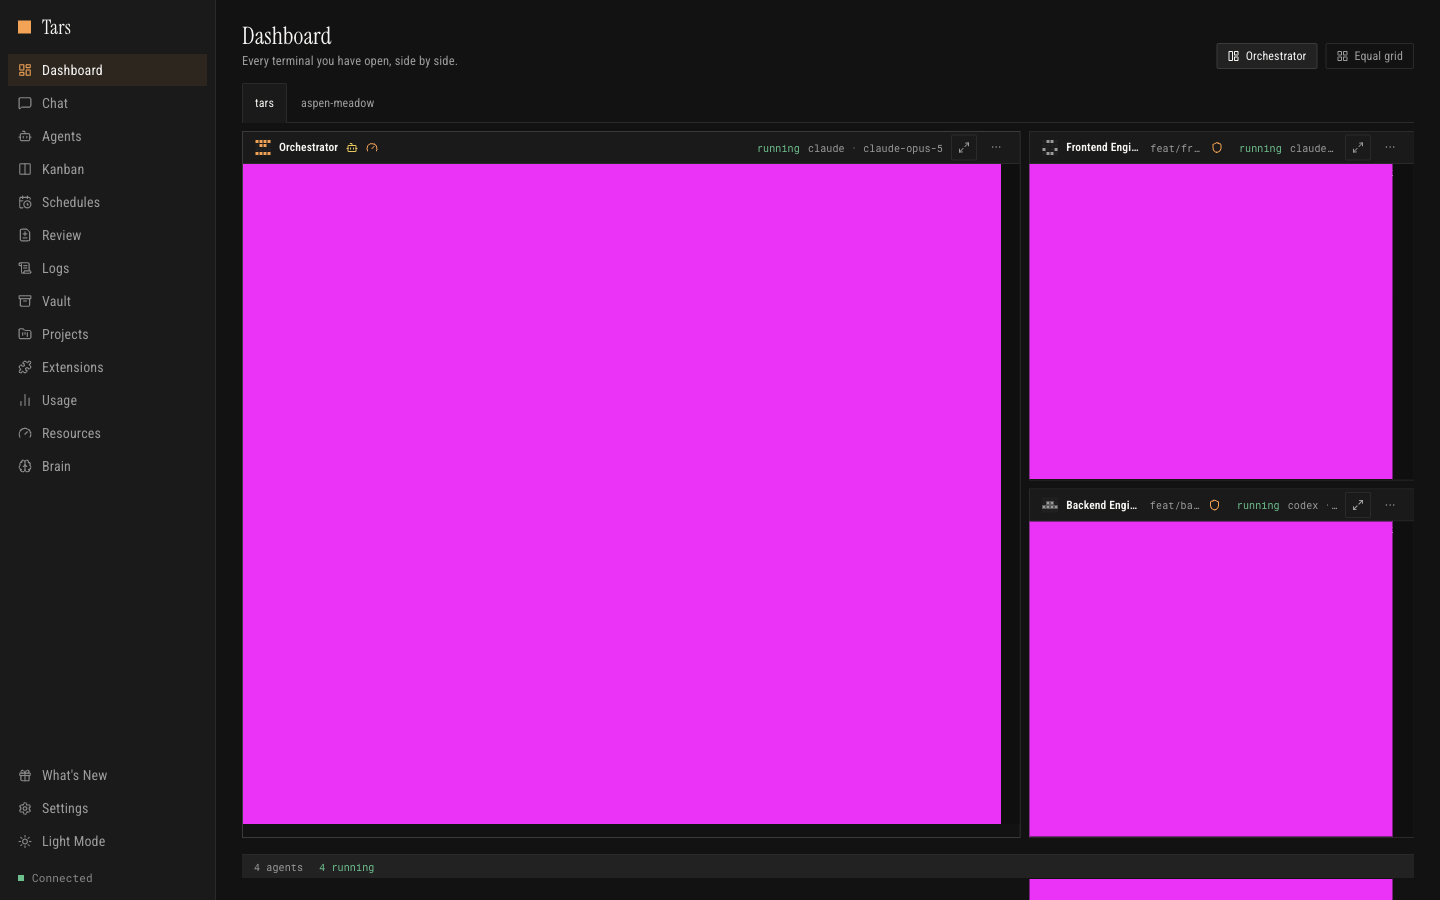 Tars
Dashboard
Chat
Agents
Kanban
Schedules
Review
Logs
Vault
Projects
Extensions
Usage
Resources
Brain
What's New
Settings
Light Mode
Connected
Dashboard
Every terminal you have open, side by side.
Orchestrator
Equal grid
tars
aspen-meadow
Orchestrator
running claude · claude-opus-5
Frontend Engi… feat/fr… running claude…
Backend Engi… feat/ba… running codex ·…
4 agents 4 running